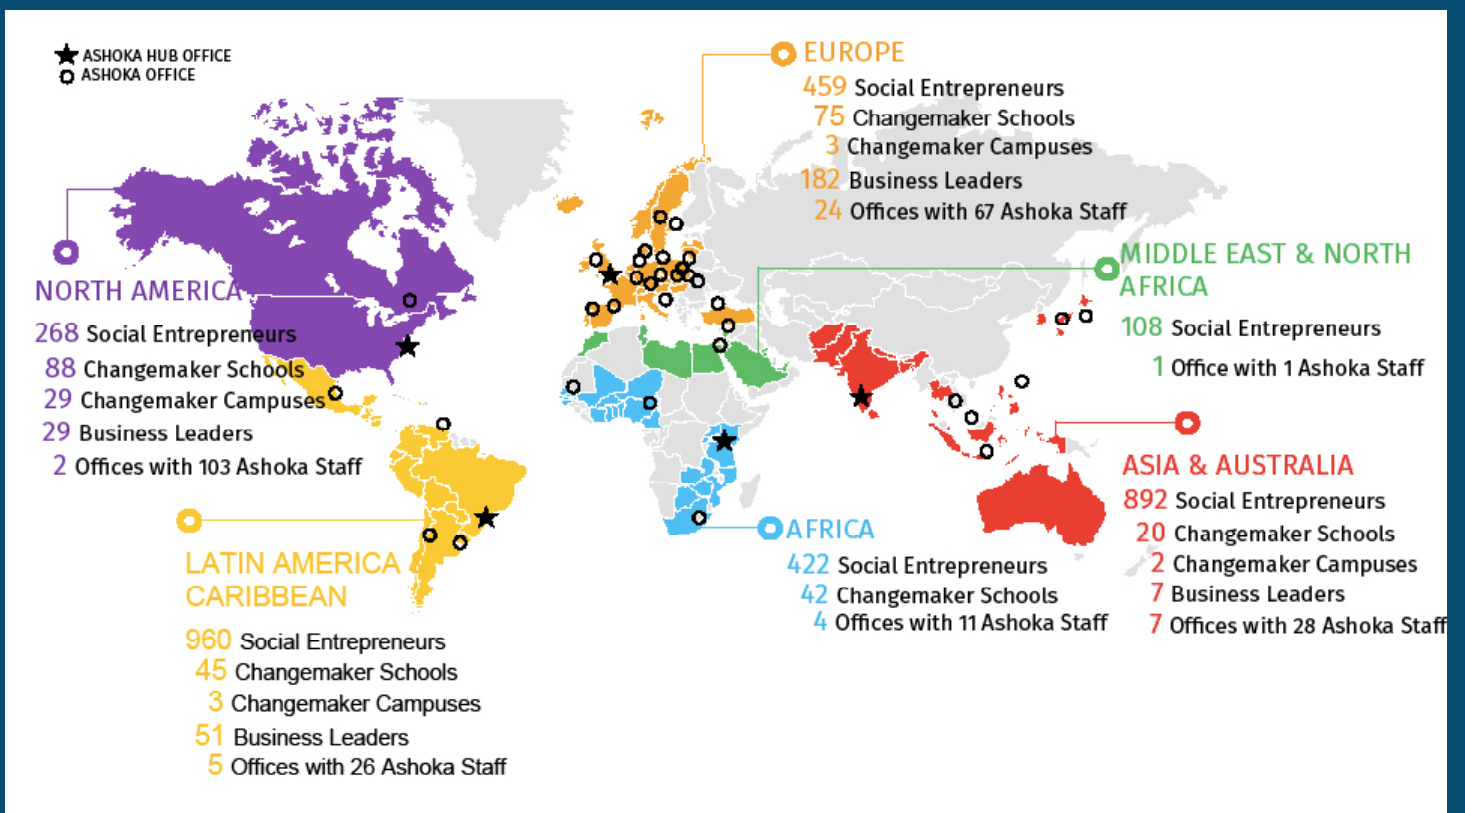 ASHOKA HUB OFFICE
ASHOKA OFFICE
EUROPE
459 Social Entrepreneurs
75 Changemaker Schools
3 Changemaker Campuses
182 Business Leaders
24 Offices with 67 Ashoka Staff
MIDDLE EAST & NORTH
AFRICA
108 Social Entrepreneurs
1 Office with 1 Ashoka Staff
NORTH AMERICA
268 Social Entrepreneurs
88 Changemaker Schools
29 Changemaker Campuses
29 Business Leaders
2 Offices with 103 Ashoka Staff
ASIA & AUSTRALIA
892 Social Entrepreneurs
20 Changemaker Schools
2 Changemaker Campuses
7 Business Leaders
7 Offices with 28 Ashoka Staff
AFRICA
422 Social Entrepreneurs
42 Changemaker Schools
4 Offices with 11 Ashoka Staff
LATIN AMERICA &
CARIBBEAN
960 Social Entrepreneurs
45 Changemaker Schools
3 Changemaker Campuses
51 Business Leaders
5 Offices with 26 Ashoka Staff